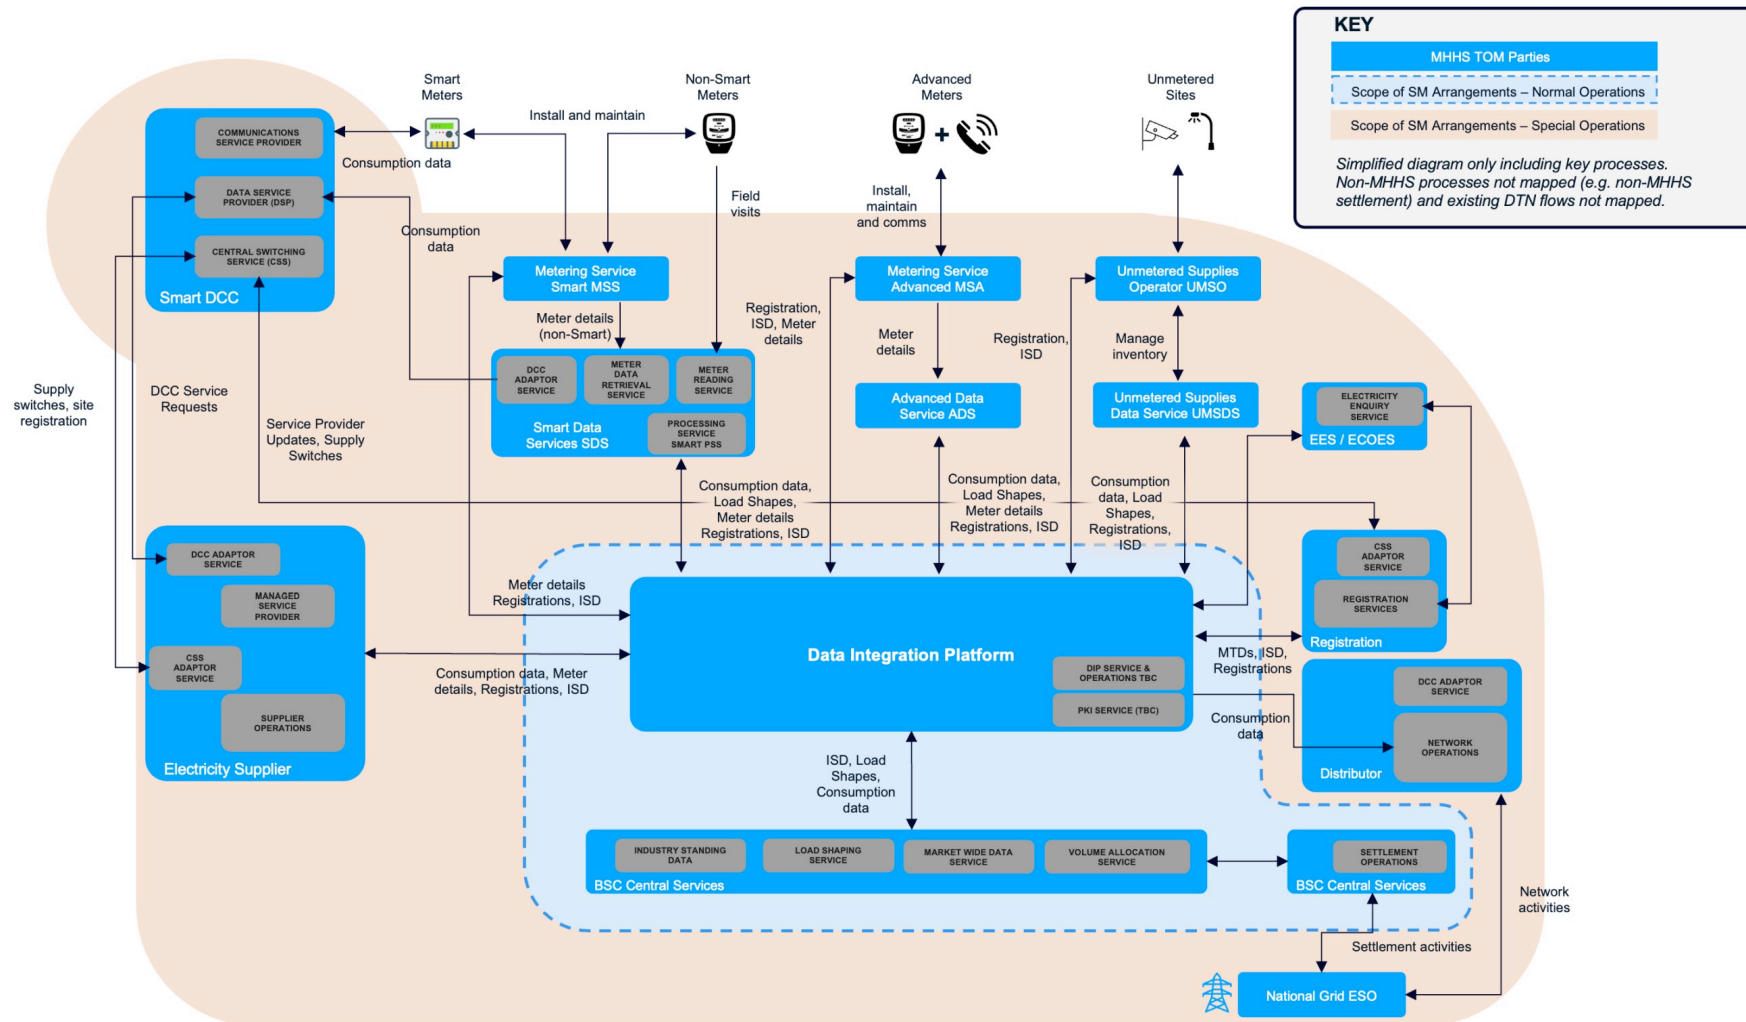 KEY
MHHS TOM Parties
Scope of SM Arrangements – Normal Operations
Scope of SM Arrangements – Special Operations
Simplified diagram only including key processes.
Non-MHHS processes not mapped (e.g. non-MHHS
settlement) and existing DTN flows not mapped.
Smart
Meters
Non-Smart
Meters
Advanced
Meters
Unmetered
Sites
Install and maintain
COMMUNICATIONS
SERVICE PROVIDER
Consumption data
DATA SERVICE
PROVIDER (DSP)
CENTRAL SWITCHING
SERVICE (CSS)
Smart DCC
Consumption
data
Field
visits
Install,
maintain
and comms
Metering Service
Smart MSS
Metering Service
Advanced MSA
Unmetered Supplies
Operator UMSO
Meter details
(non-Smart)
Registration,
ISD, Meter
details
Meter
details
Registration,
ISD
Manage
inventory
DCC
ADAPTOR
SERVICE
METER
DATA
RETRIEVAL
SERVICE
METER
READING
SERVICE
PROCESSING
SERVICE
SMART PSS
Smart Data
Services SDS
Advanced Data
Service ADS
Unmetered Supplies
Data Service UMSDS
ELECTRICITY
ENQUIRY
SERVICE
EES / ECOES
Supply
switches, site
registration
DCC Service
Requests
Service Provider
Updates, Supply
Switches
Consumption data,
Load Shapes,
Meter details
Registrations, ISD
Consumption data,
Load Shapes,
Meter details
Registrations, ISD
Consumption
data, Load
Shapes,
Registrations,
ISD
CSS
ADAPTOR
SERVICE
REGISTRATION
SERVICES
Registration
DCC ADAPTOR
SERVICE
MANAGED
SERVICE
PROVIDER
CSS
ADAPTOR
SERVICE
SUPPLIER
OPERATIONS
Electricity Supplier
Meter details
Registrations, ISD
Consumption data, Meter
details, Registrations, ISD
Data Integration Platform
DIP SERVICE &
OPERATIONS TBC
PKI SERVICE (TBC)
MTDs, ISD,
Registrations
Consumption
data
DCC ADAPTOR
SERVICE
NETWORK
OPERATIONS
Distributor
ISD, Load
Shapes,
Consumption
data
INDUSTRY STANDING
DATA
LOAD SHAPING
SERVICE
MARKET WIDE DATA
SERVICE
VOLUME ALLOCATION
SERVICE
BSC Central Services
SETTLEMENT
OPERATIONS
BSC Central Services
Network
activities
Settlement activities
National Grid ESO